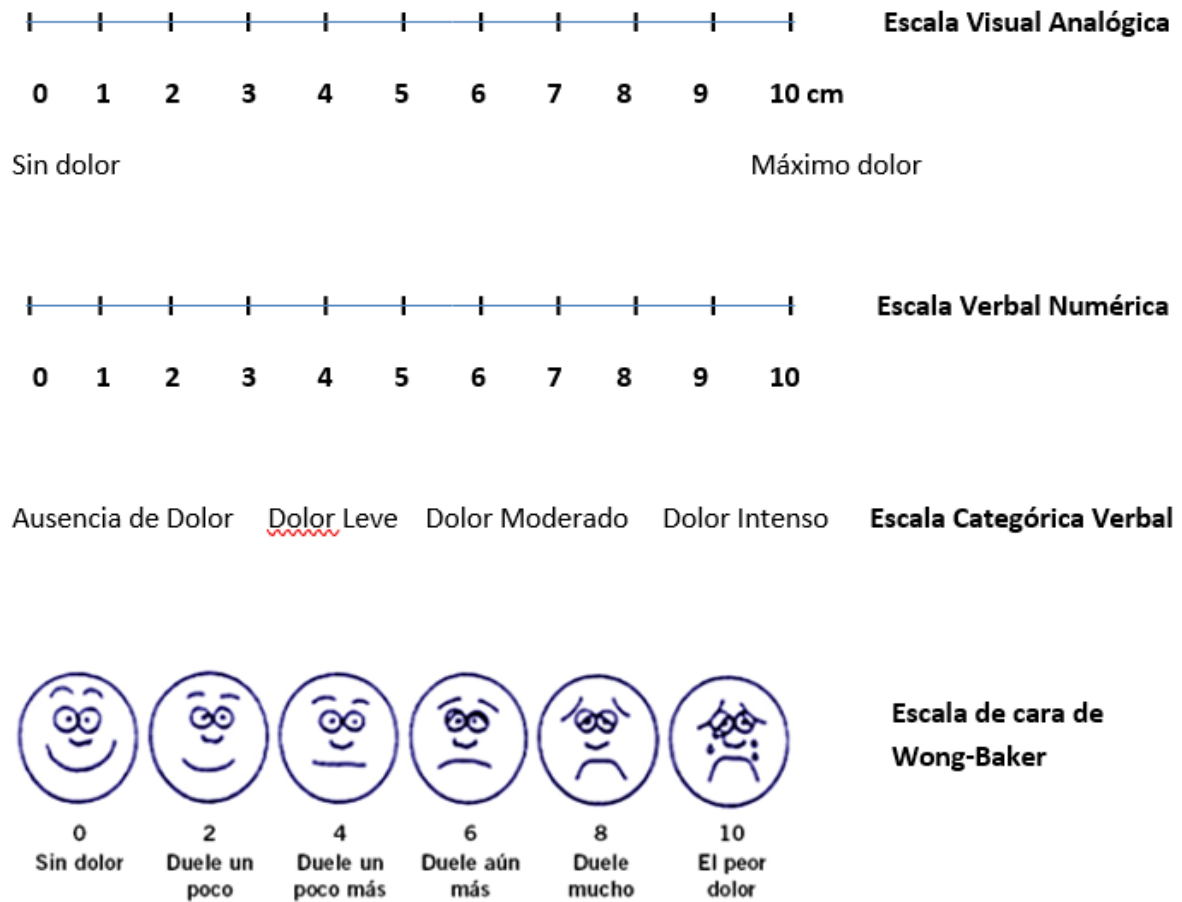 Escala Visual Analógica
0 1 2 3 4 5 6 7 8 9 10 cm
Sin dolor Máximo dolor
Escala Verbal Numérica
0 1 2 3 4 5 6 7 8 9 10
Ausencia de Dolor Dolor Leve Dolor Moderado Dolor Intenso Escala Categórica Verbal
Escala de cara de
Wong-Baker
0 2 4 6 8 10
Sin dolor Duele un Duele un Duele aún Duele El peor
poco poco más más mucho dolor